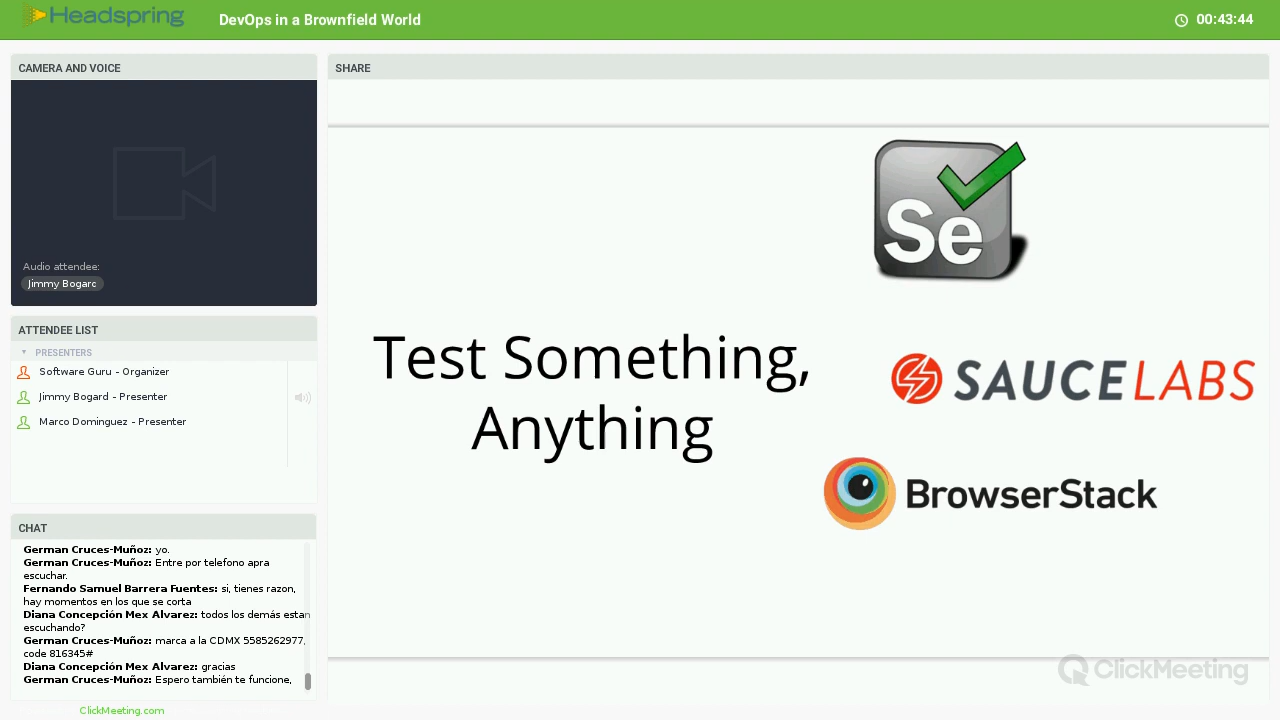 Headspring
DevOps in a Brownfield World
00:43:44
CAMERA AND VOICE
Audio attendee:
Jimmy Bogarc
ATTENDEE LIST
PRESENTERS
Software Guru - Organizer
Jimmy Bogard - Presenter
Marco Dominguez - Presenter
CHAT
German Cruces-Muñoz: yo.
German Cruces-Muñoz: Entre por telefono apra
escuchar.
Fernando Samuel Barrera Fuentes: si, tienes razon,
hay momentos en los que se corta
Diana Concepción Mex Alvarez: todos los demás estan
escuchando?
German Cruces-Muñoz: marca a la CDMX 5585262977,
code 816345#
Diana Concepción Mex Alvarez: gracias
German Cruces-Muñoz: Espero también te funcione,
ClickMeeting.com
SHARE
Se
Test Something,
Anything
SAUCELABS
BrowserStack
ClickMeeting